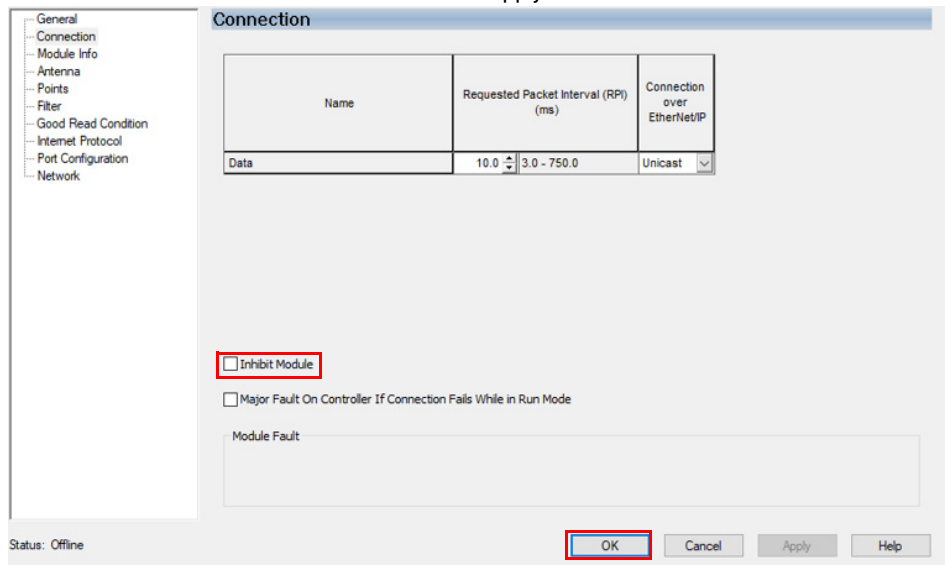 General
Connection
Module Info
Antenna
Points
Filter
Good Read Condition
Internet Protocol
Port Configuration
Network
Connection
Name
Requested Packet Interval (RPI)
(ms)
Connection
over
EtherNet/IP
Data 10.0 3.0 - 750.0 Unicast
Inhibit Module
Major Fault On Controller If Connection Fails While in Run Mode
Module Fault
Status: Offline
OK Cancel Apply Help